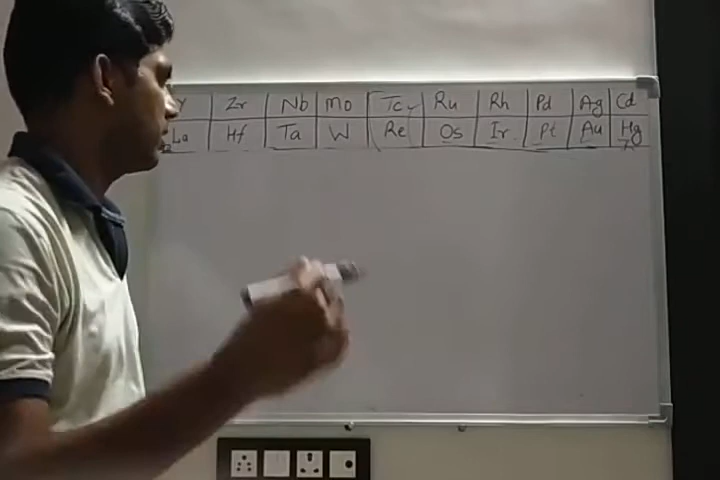 Y Zr Nb Mo Tc Ru Rh Pd Ag Cd
La Hf Ta W Re Os Ir Pt Au Hg